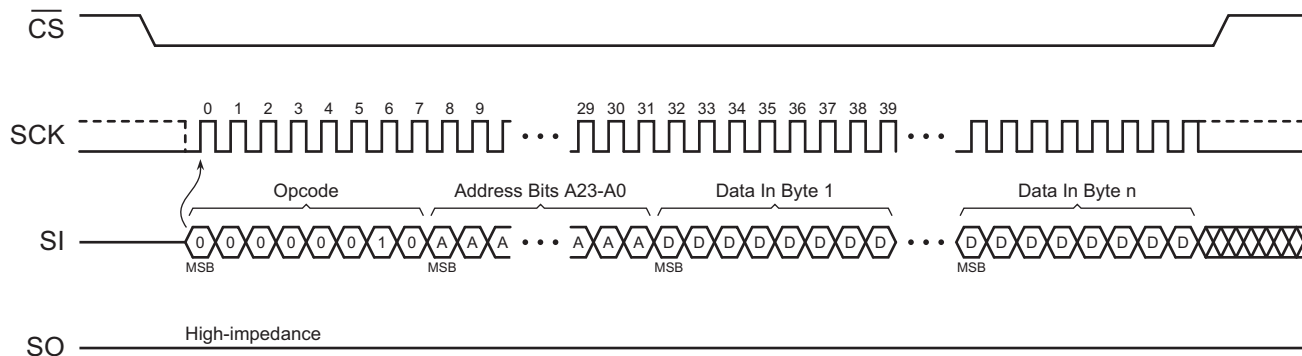 CS
0 1 2 3 4 5 6 7 8 9 29 30 31 32 33 34 35 36 37 38 39
SCK
Opcode Address Bits A23-A0 Data In Byte 1 Data In Byte n
SI 0 0 0 0 0 0 1 0 A A A A A A D D D D D D D D D D D D D D D D
MSB MSB MSB MSB
High-impedance
SO